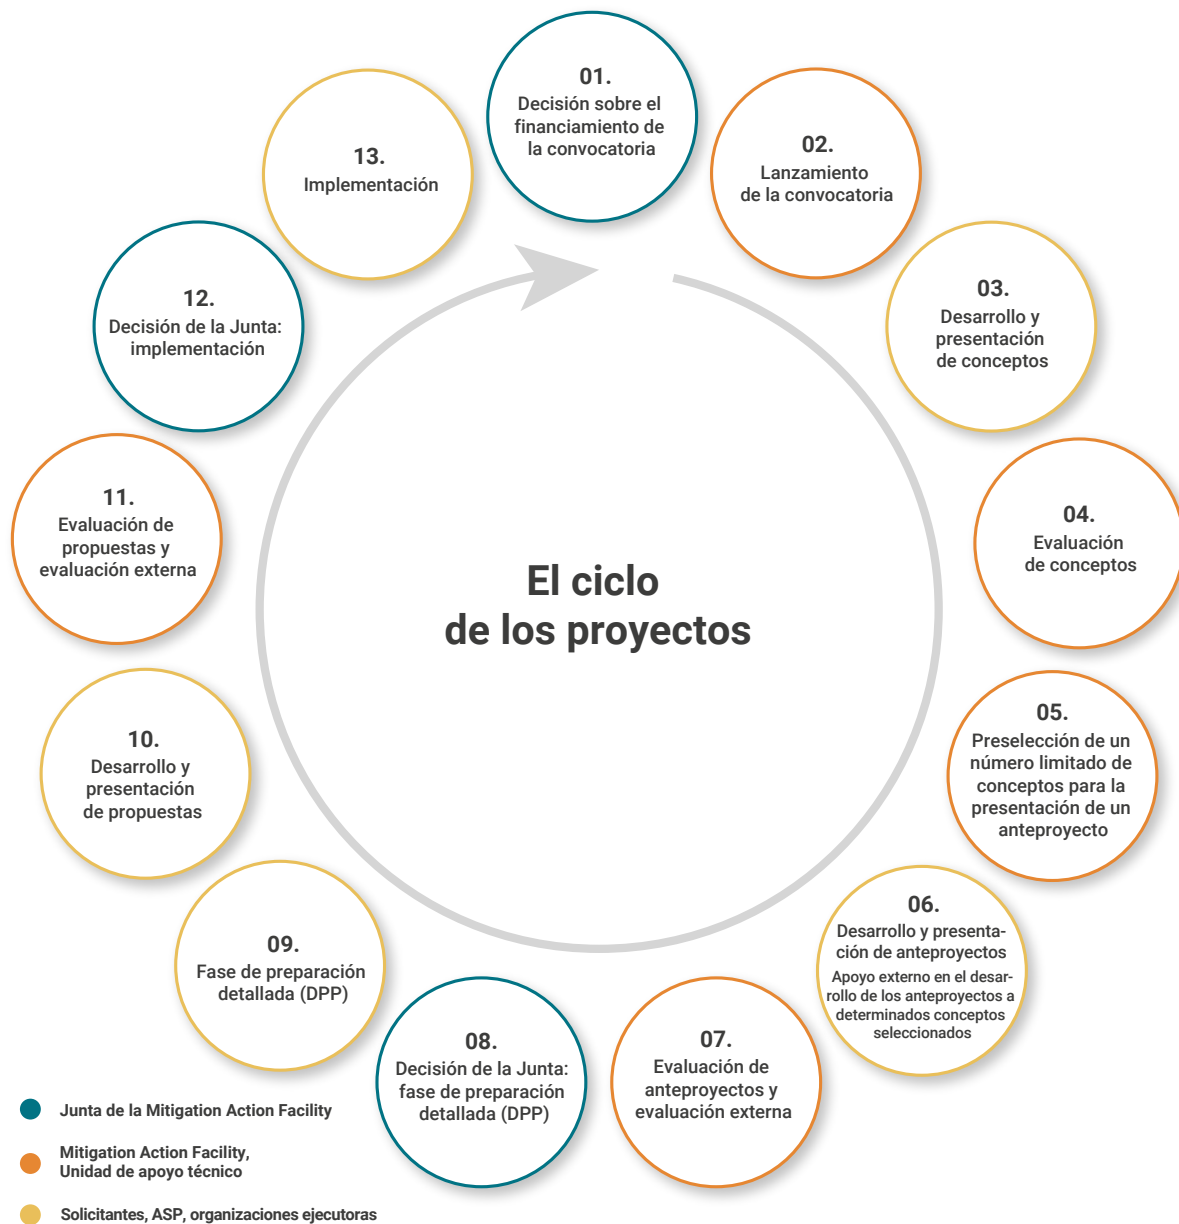 01.
Decisión sobre el
financiamiento de
la convocatoria
02.
Lanzamiento
de la convocatoria
03.
Desarrollo y
presentación
de conceptos
04.
Evaluación
de conceptos
05.
Preselección de un
número limitado de
conceptos para la
presentación de un
anteproyecto
06.
Desarrollo y presenta-
ción de anteproyectos
Apoyo externo en el desar-
rollo de los anteproyectos a
determinados conceptos
seleccionados
07.
Evaluación de
anteproyectos y
evaluación externa
08.
Decisión de la Junta:
fase de preparación
detallada (DPP)
09.
Fase de preparación
detallada (DPP)
10.
Desarrollo y
presentación
de propuestas
11.
Evaluación de
propuestas y
evaluación externa
12.
Decisión de la Junta:
implementación
13.
Implementación
El ciclo
de los proyectos
Junta de la Mitigation Action Facility
Mitigation Action Facility,
Unidad de apoyo técnico
Solicitantes, ASP, organizaciones ejecutoras